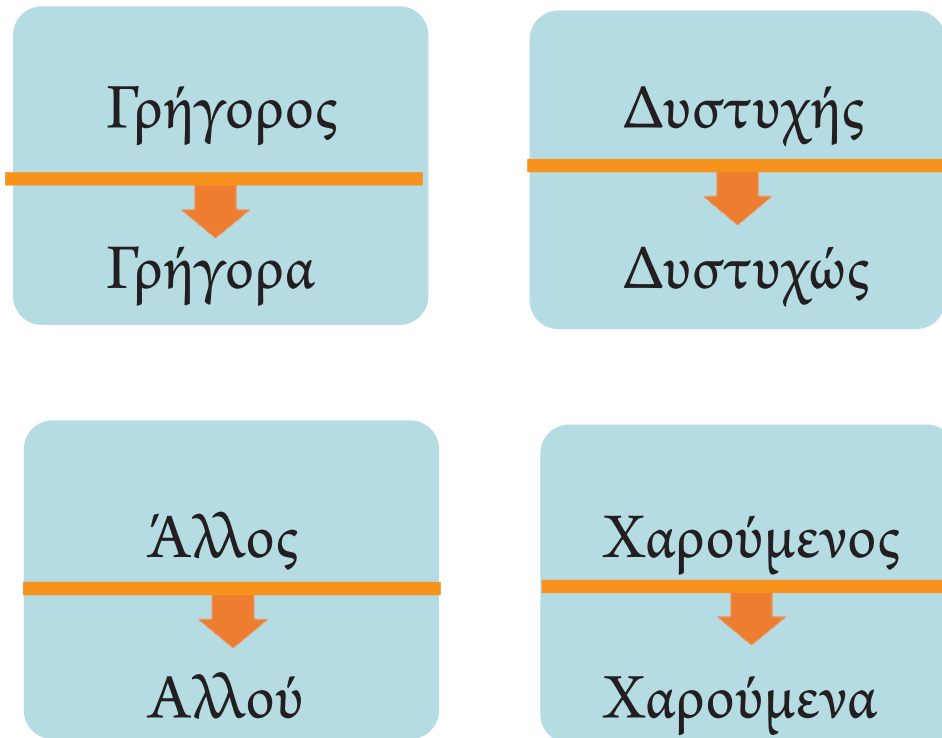 Γρήγορος
Γρήγορα
Δυστυχής
Δυστυχώς
Άλλος
Αλλού
Χαρούμενος
Χαρούμενα